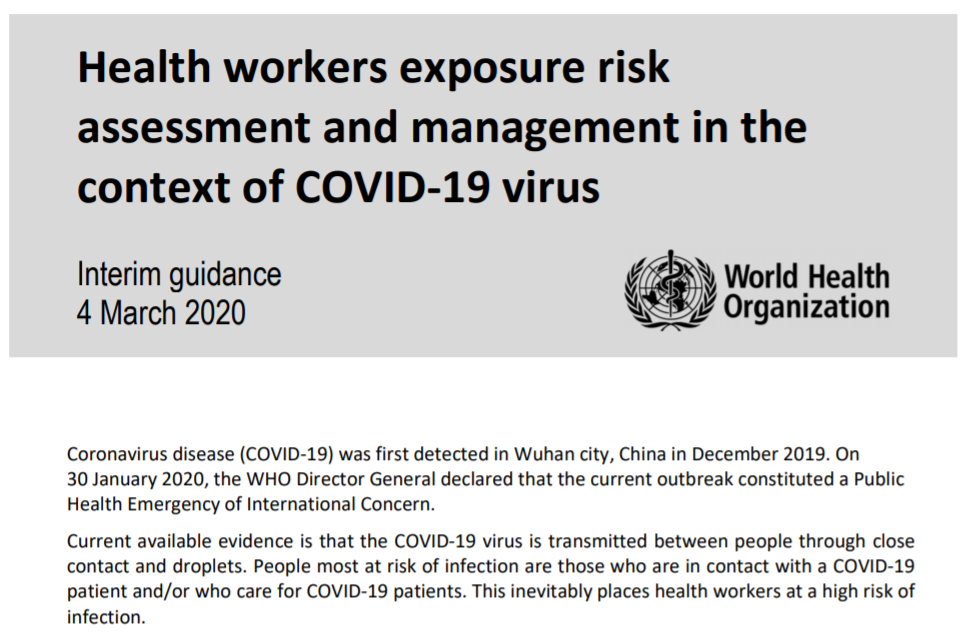 Health workers exposure risk
assessment and management in the
context of COVID-19 virus
Interim guidance
4 March 2020
World Health
Organization
Coronavirus disease (COVID-19) was first detected in Wuhan city, China in December 2019. On
30 January 2020, the WHO Director General declared that the current outbreak constituted a Public
Health Emergency of International Concern.
Current available evidence is that the COVID-19 virus is transmitted between people through close
contact and droplets. People most at risk of infection are those who are in contact with a COVID-19
patient and/or who care for COVID-19 patients. This inevitably places health workers at a high risk of
infection.